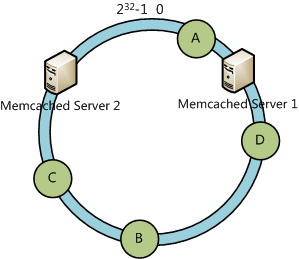 2³²-1 0
A
Memcached Server 2
Memcached Server 1
D
C
B